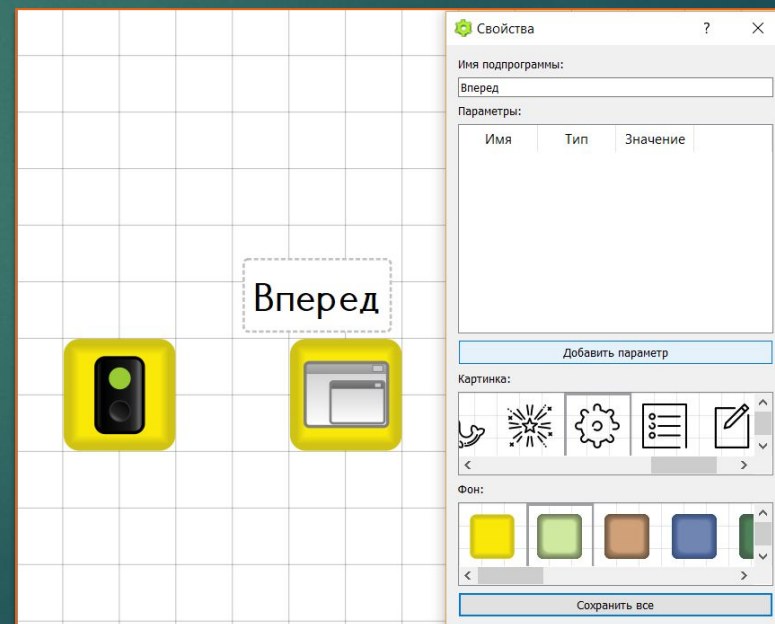 Вперед
Свойства
Имя подпрограммы:
Вперед
Параметры:
Имя Тип Значение
Добавить параметр
Картинка:
Фон:
Сохранить все